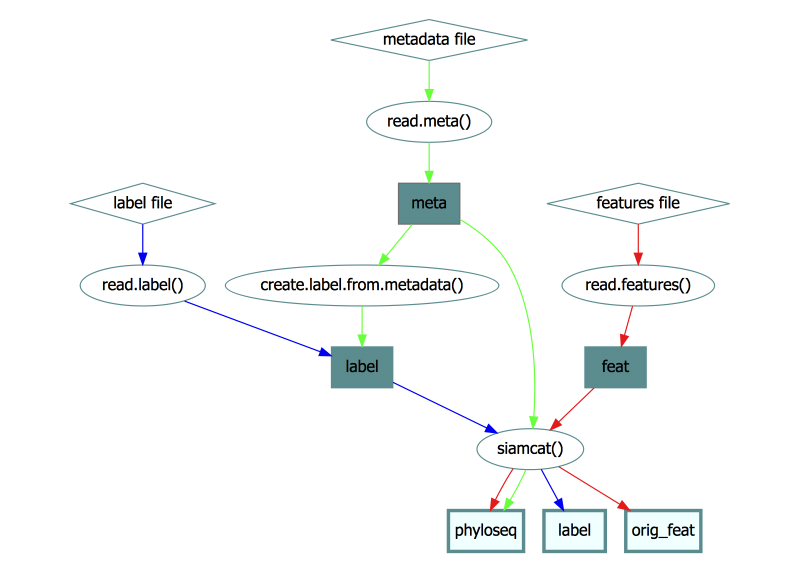 metadata file
read.meta()
label file
meta
features file
read.label()
create.label.from.metadata()
read.features()
label
feat
siamcat()
phyloseq
label
orig_feat